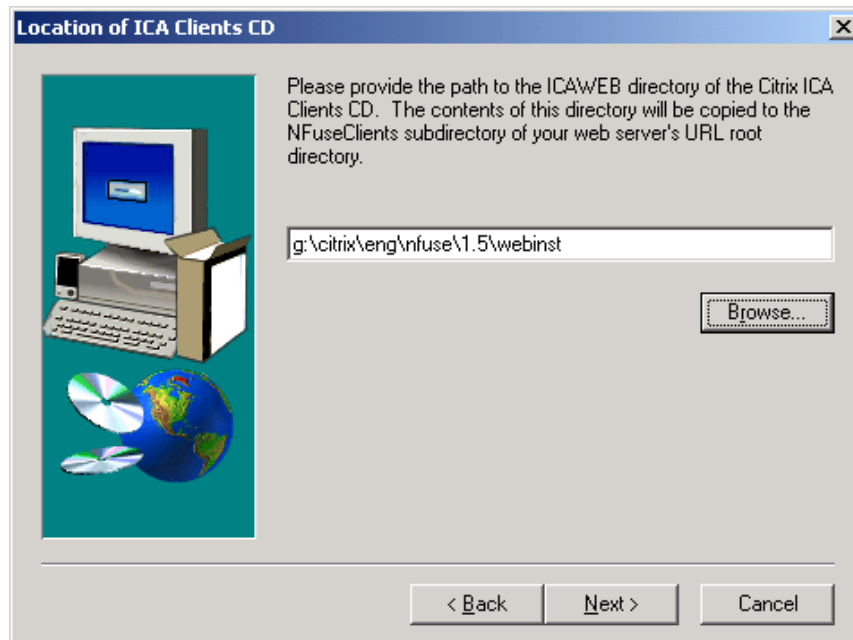 Location of ICA Clients CD
Please provide the path to the ICAWEB directory of the Citrix ICA
Clients CD. The contents of this directory will be copied to the
NFuseClients subdirectory of your web server's URL root
directory.
g:\citrix\eng\nfuse\1.5\webinst
Browse...
< Back
Next >
Cancel